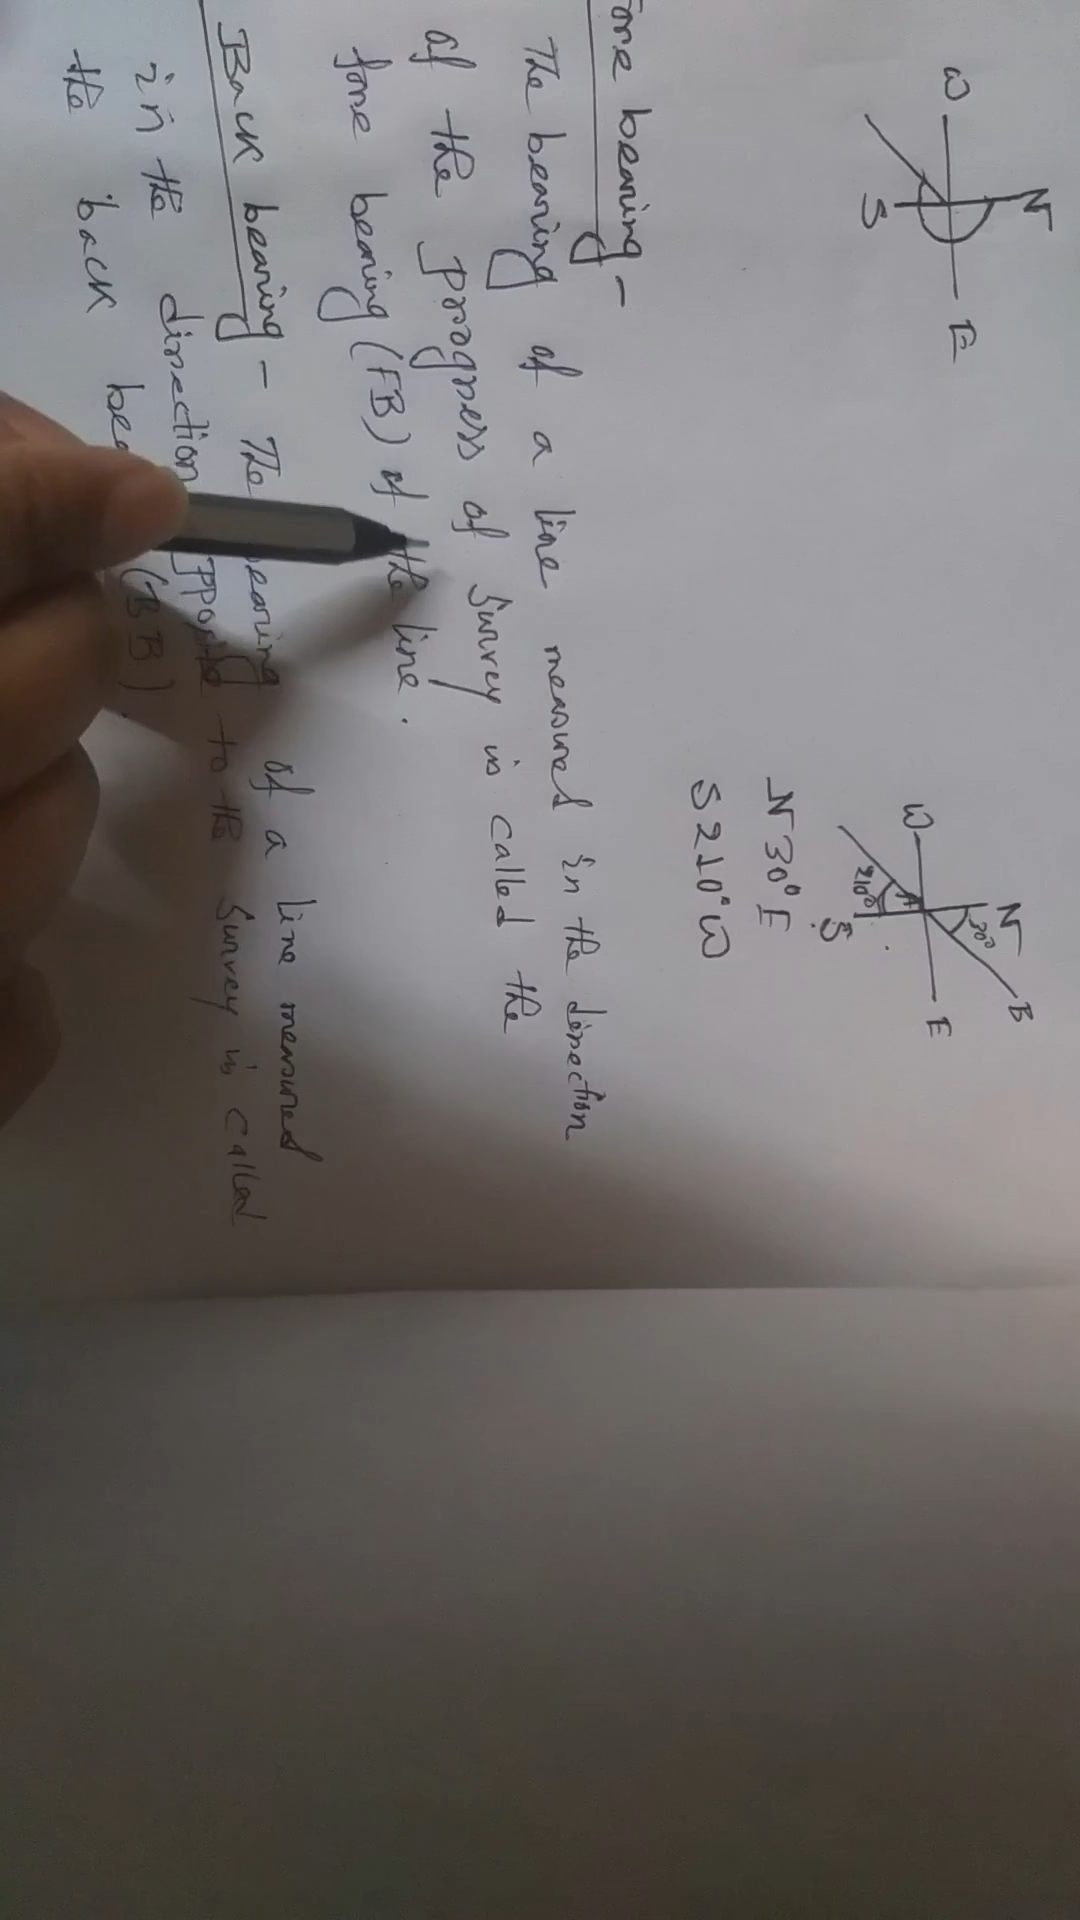 N
W
E
S
N
B
30°
W
A
E
210°
S
N 30° E
S 210° W
Fore bearing -
The bearing of a line measured in the direction
of the progress of survey is called the
fore bearing (FB) of the line.
Back bearing - The bearing of a line measured
in the direction opposite to the survey is called
the back (BB).